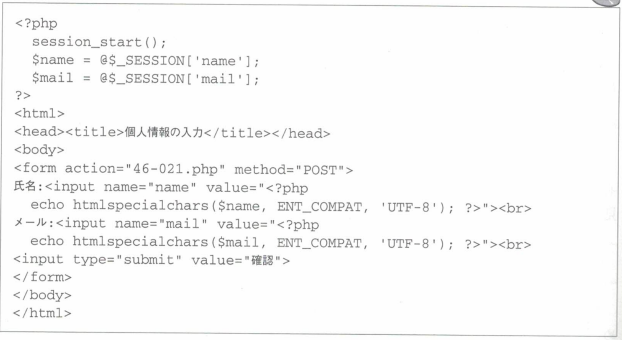 <?php
  session_start();
  $name = @$_SESSION['name'];
  $mail = @$_SESSION['mail'];
?>
<html>
<head><title>個人情報の入力</title></head>
<body>
<form action="46-021.php" method="POST">
氏名:<input name="name" value="<?php
  echo htmlspecialchars($name, ENT_COMPAT, 'UTF-8'); ?>"><br>
メール:<input name="mail" value="<?php
  echo htmlspecialchars($mail, ENT_COMPAT, 'UTF-8'); ?>"><br>
<input type="submit" value="確認">
</form>
</body>
</html>